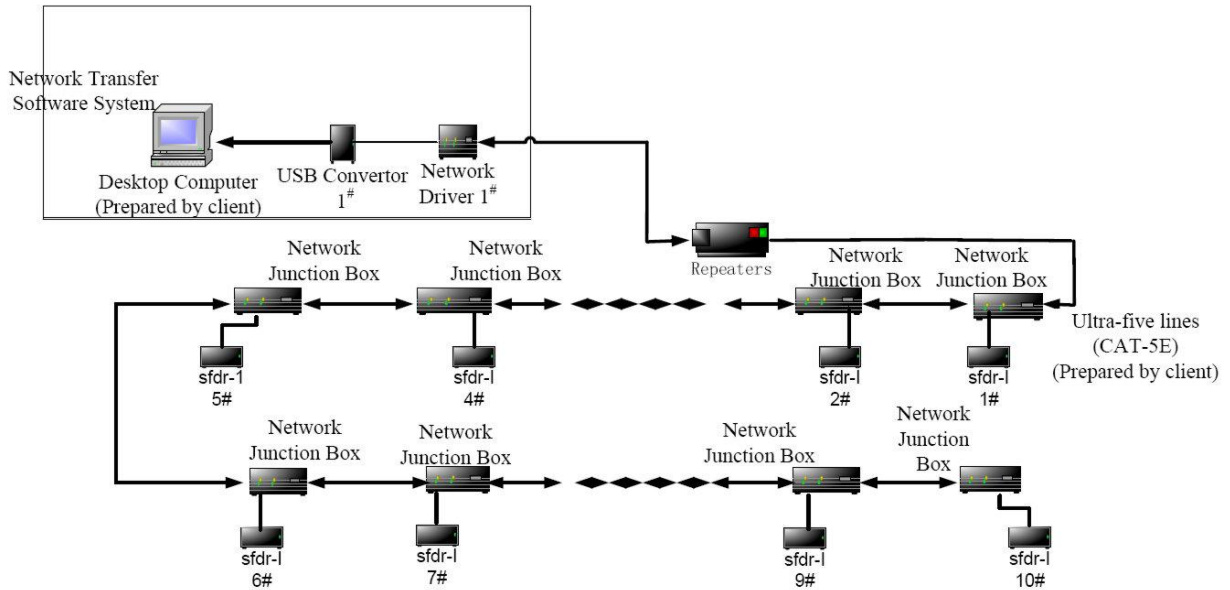 Network Transfer
Software System
Desktop Computer
(Prepared by client)
USB Convertor
1#
Network
Driver 1#
Repeaters
Network
Junction Box
Network
Junction Box
Network
Junction Box
Network
Junction Box
Ultra-five lines
(CAT-5E)
(Prepared by client)
sfdr-1
5#
sfdr-I
4#
sfdr-I
2#
sfdr-I
1#
Network
Junction Box
Network
Junction Box
Network
Junction Box
Network
Junction
Box
sfdr-I
6#
sfdr-I
7#
sfdr-I
9#
sfdr-I
10#